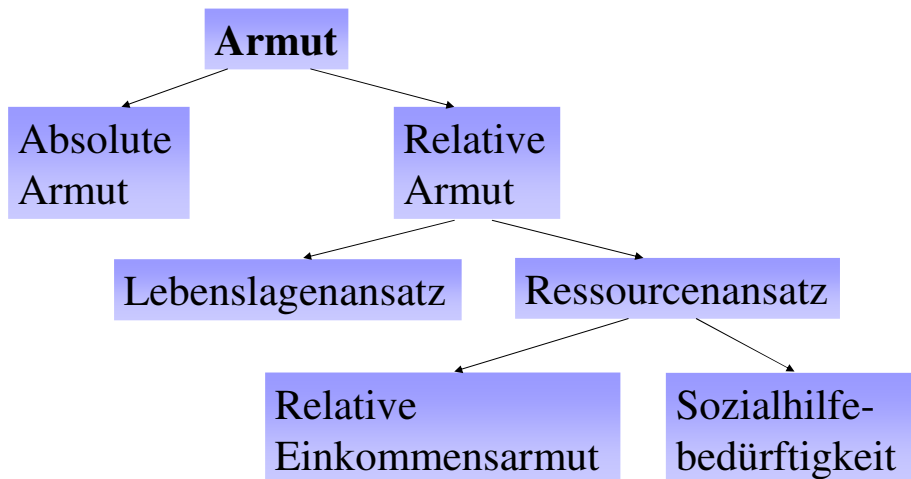 Armut
Absolute
Armut
Relative
Armut
Lebenslagenansatz
Ressourcenansatz
Relative
Einkommensarmut
Sozialhilfe-
bedürftigkeit